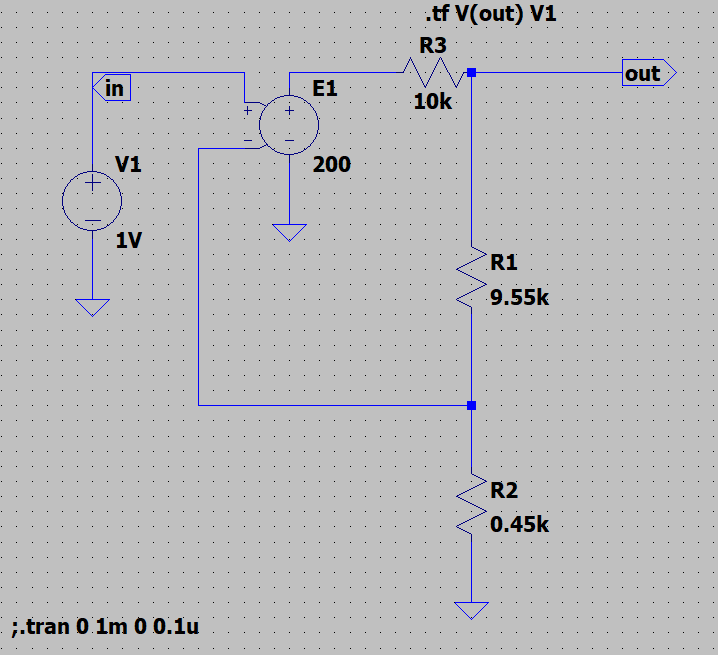 .tf V(out) V1
R3
in
E1
out
10k
V1
200
1V
R1
9.55k
R2
0.45k
;.tran 0 1m 0 0.1u